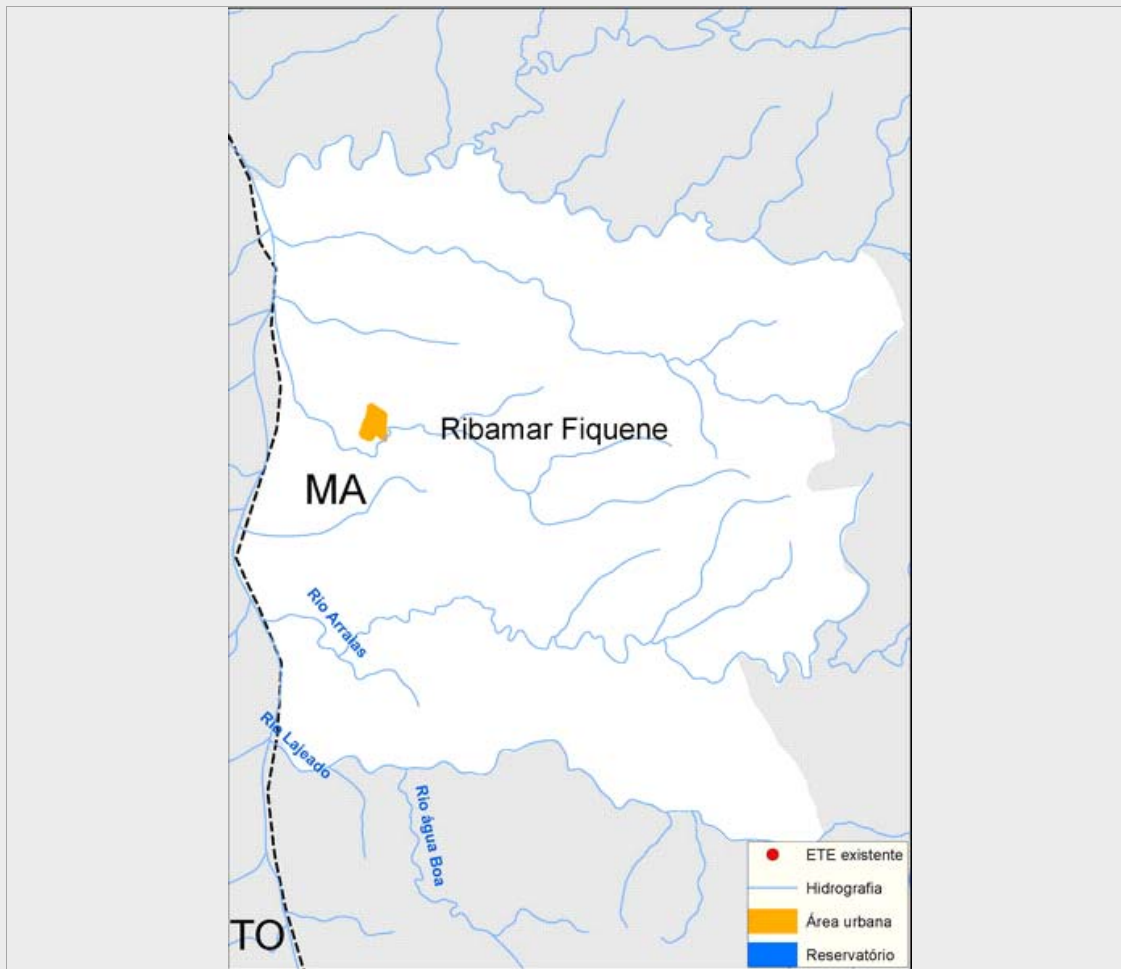 Ribamar Fiquene
MA
Rio Arraias
Rio Lajeado
Rio água Boa
TO
ETE existente
Hidrografia
Área urbana
Reservatório